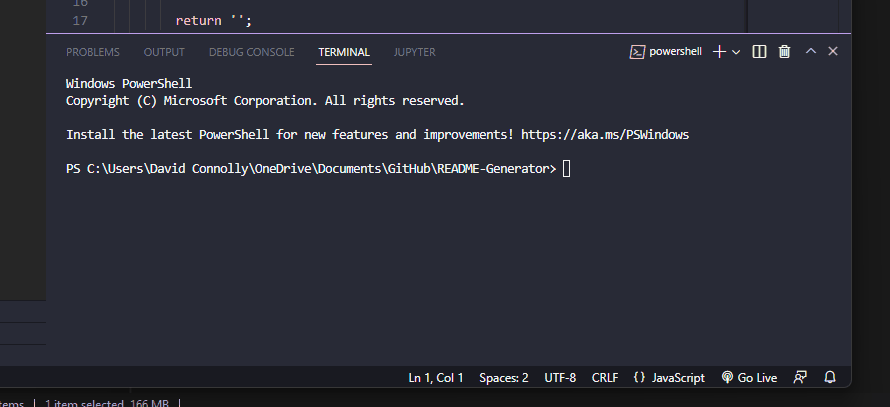 16
17 return '';
PROBLEMS OUTPUT DEBUG CONSOLE TERMINAL JUPYTER powershell
Windows PowerShell
Copyright (C) Microsoft Corporation. All rights reserved.
Install the latest PowerShell for new features and improvements! https://aka.ms/PSWindows
PS C:\Users\David Connolly\OneDrive\Documents\GitHub\README-Generator>
Ln 1, Col 1 Spaces: 2 UTF-8 CRLF {} JavaScript Go Live
tems | 1 item selected 166 MB |